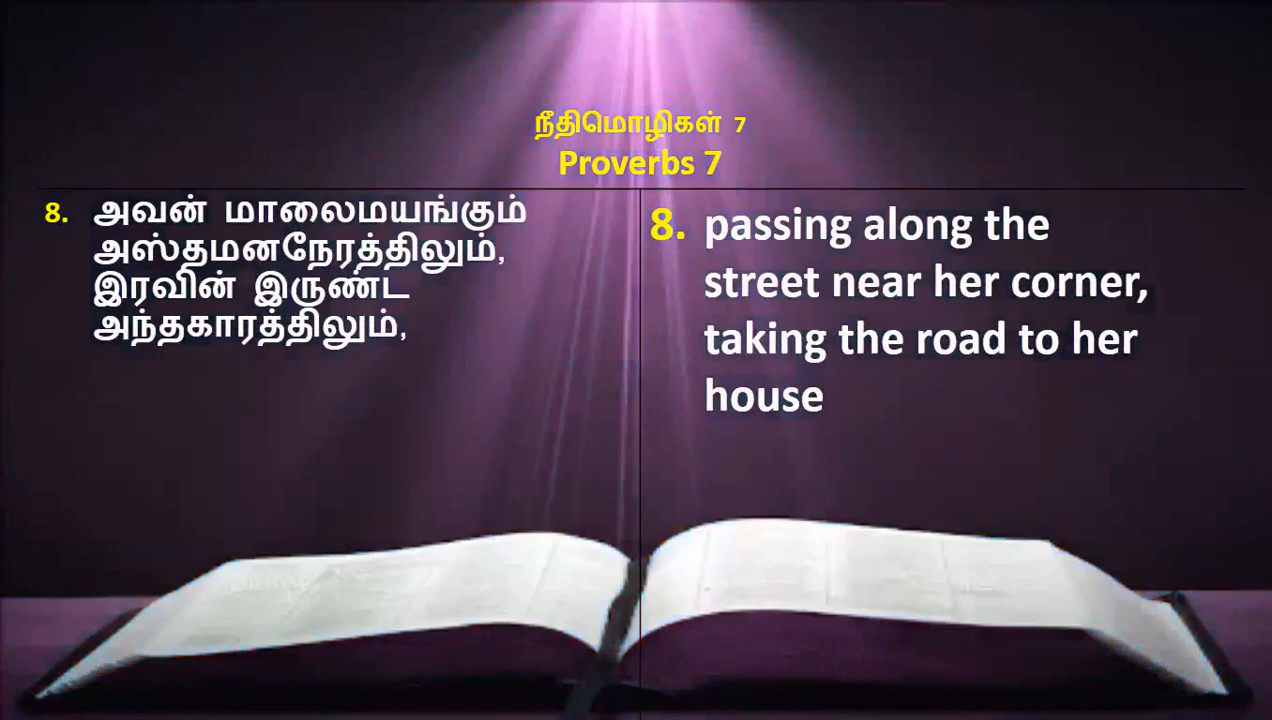 நீதிமொழிகள் 7
Proverbs 7
8. அவன் மாலைமயங்கும்
அஸ்தமனநேரத்திலும்,
இரவின் இருண்ட
அந்தகாரத்திலும்,
8. passing along the
street near her corner,
taking the road to her
house